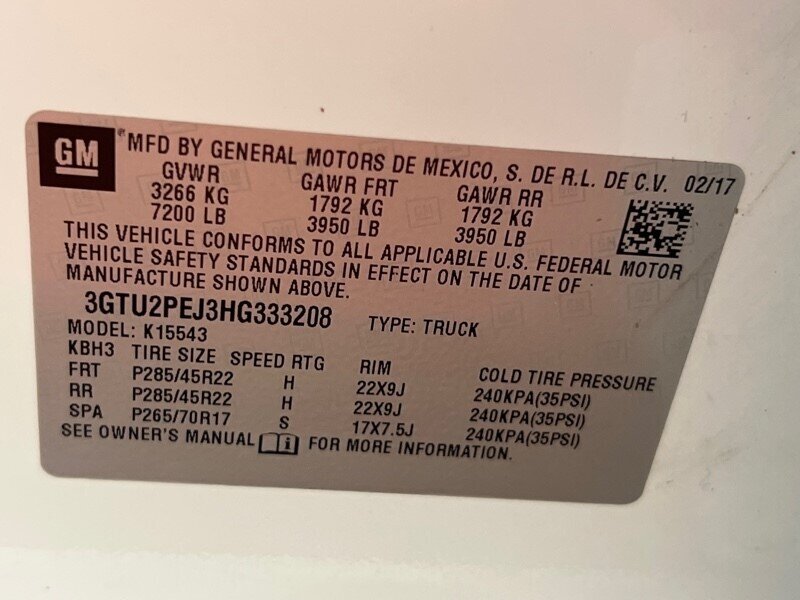 GM
MFD BY GENERAL MOTORS DE MEXICO, S. DE R.L. DE C.V. 02/17
GVWR GAWR FRT GAWR RR
3266 KG 1792 KG 1792 KG
7200 LB 3950 LB 3950 LB
THIS VEHICLE CONFORMS TO ALL APPLICABLE U.S. FEDERAL MOTOR
VEHICLE SAFETY STANDARDS IN EFFECT ON THE DATE OF
MANUFACTURE SHOWN ABOVE.
3GTU2PEJ3HG333208 TYPE: TRUCK
MODEL: K15543
KBH3 TIRE SIZE SPEED RTG RIM COLD TIRE PRESSURE
FRT P285/45R22 H 22X9J 240KPA(35PSI)
RR P285/45R22 H 22X9J 240KPA(35PSI)
SPA P265/70R17 S 17X7.5J 240KPA(35PSI)
SEE OWNER'S MANUAL i FOR MORE INFORMATION.